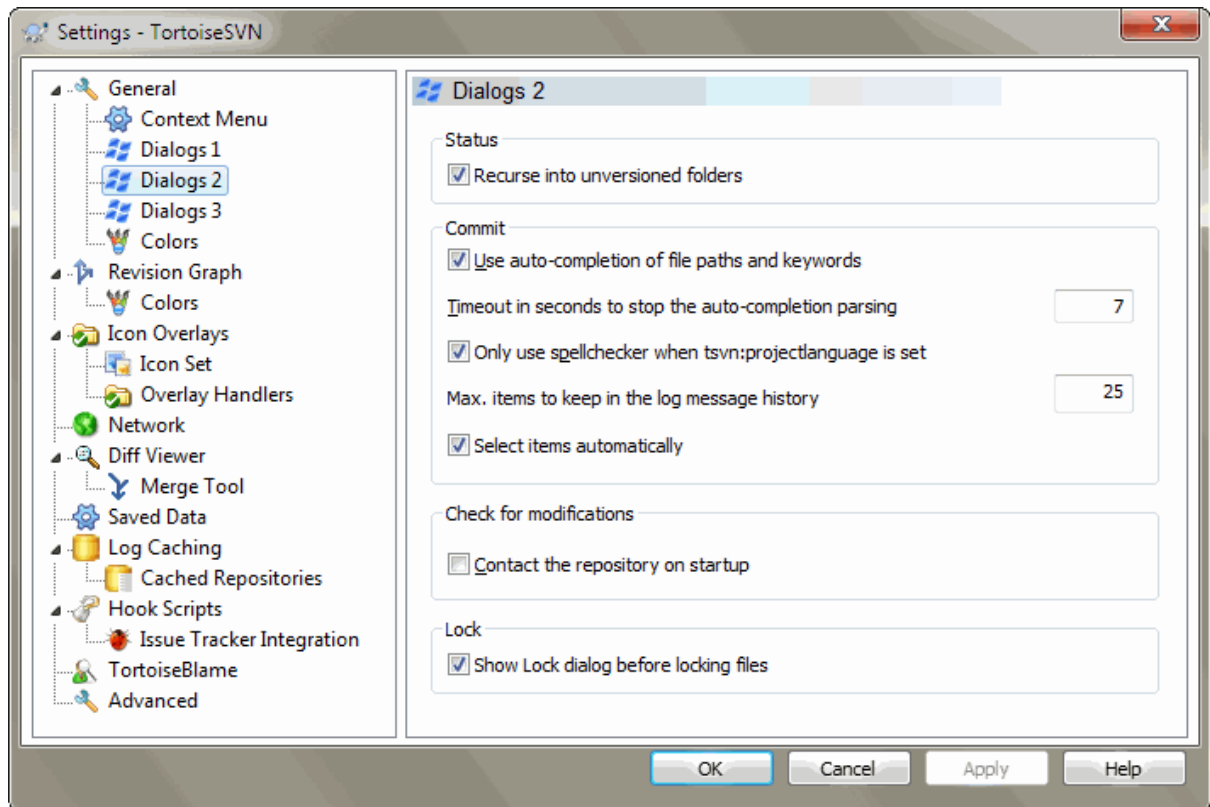 Settings - TortoiseSVN
General
Context Menu
Dialogs 1
Dialogs 2
Dialogs 3
Colors
Revision Graph
Colors
Icon Overlays
Icon Set
Overlay Handlers
Network
Diff Viewer
Merge Tool
Saved Data
Log Caching
Cached Repositories
Hook Scripts
Issue Tracker Integration
TortoiseBlame
Advanced
Dialogs 2
Status
Recurse into unversioned folders
Commit
Use auto-completion of file paths and keywords
Timeout in seconds to stop the auto-completion parsing 7
Only use spellchecker when tsvn:projectlanguage is set
Max. items to keep in the log message history 25
Select items automatically
Check for modifications
Contact the repository on startup
Lock
Show Lock dialog before locking files
OK Cancel Apply Help